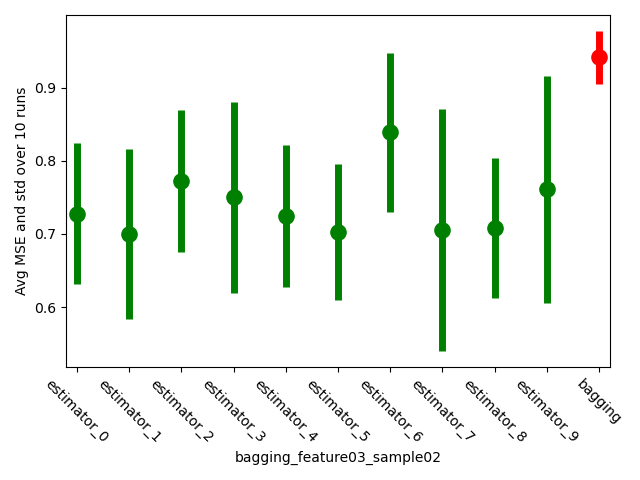 Avg MSE and std over 10 runs
0.9
0.8
0.7
0.6
estimator_0
estimator_1
estimator_2
estimator_3
estimator_4
estimator_5
estimator_6
estimator_7
estimator_8
estimator_9
bagging
bagging_feature03_sample02